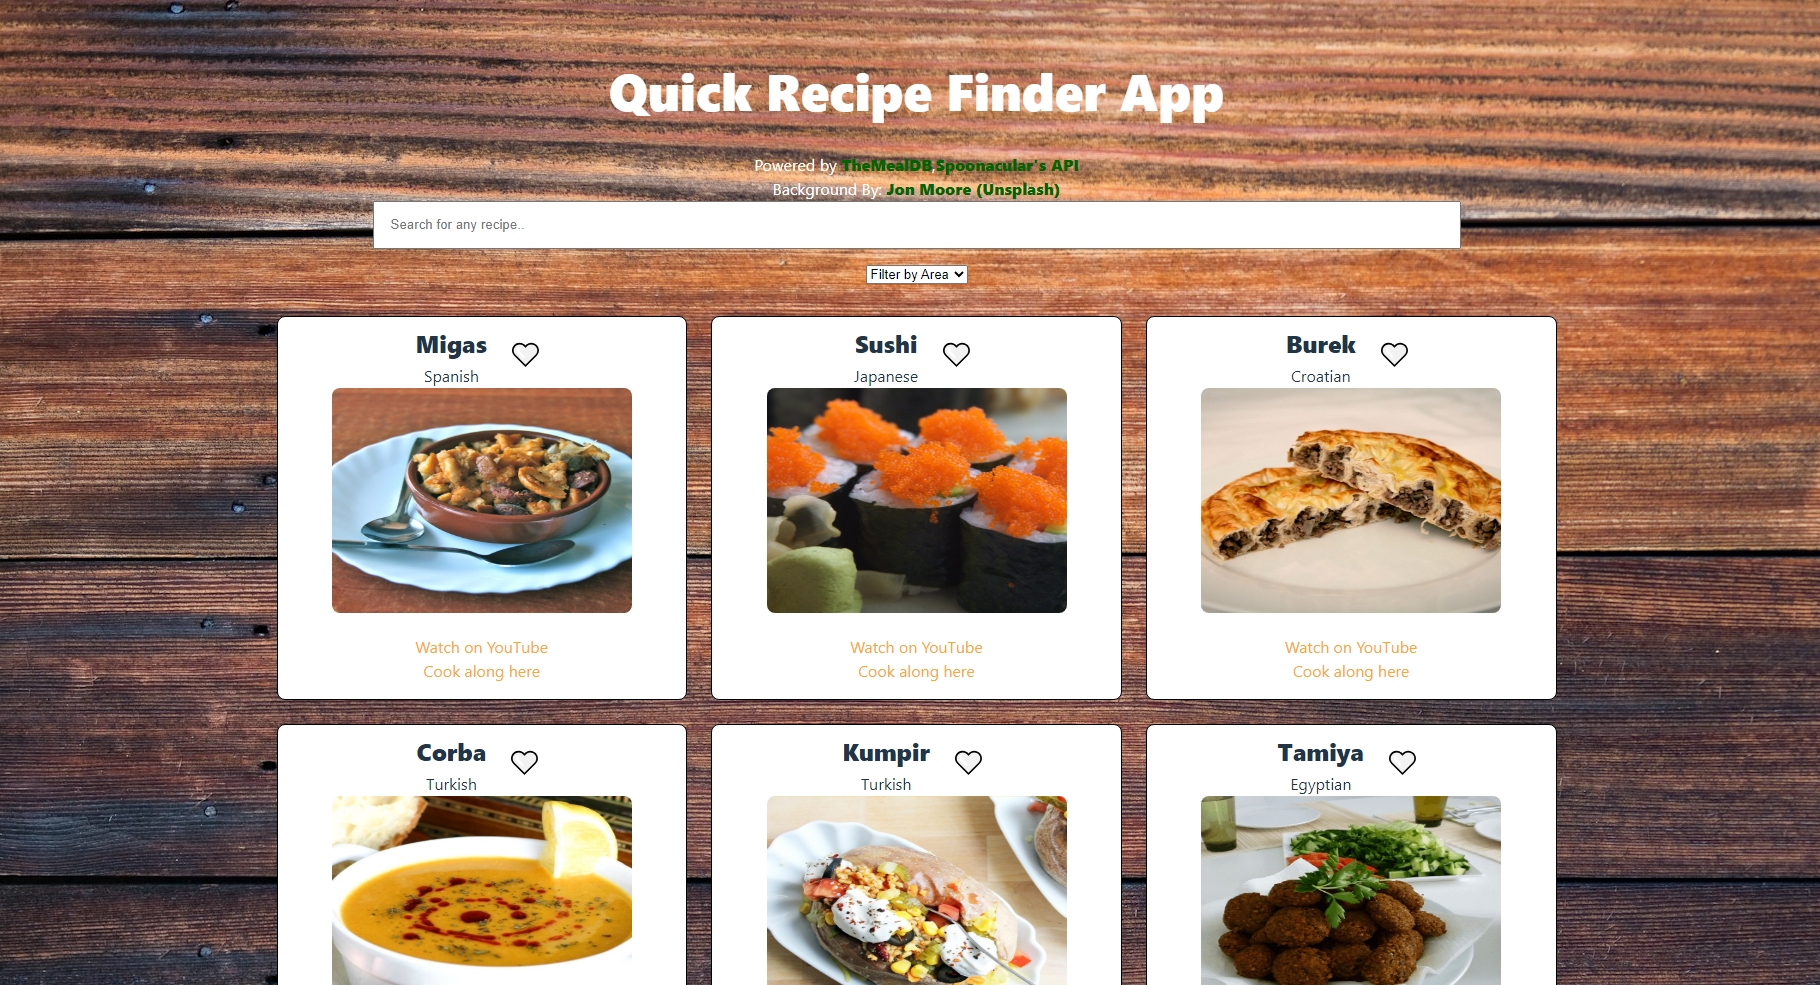 Quick Recipe Finder App
Powered by TheMealDB,Spoonacular's API
Background By: Jon Moore (Unsplash)
Search for any recipe..
Filter by Area
Migas
Spanish
Watch on YouTube
Cook along here
Sushi
Japanese
Watch on YouTube
Cook along here
Burek
Croatian
Watch on YouTube
Cook along here
Corba
Turkish
Kumpir
Turkish
Tamiya
Egyptian